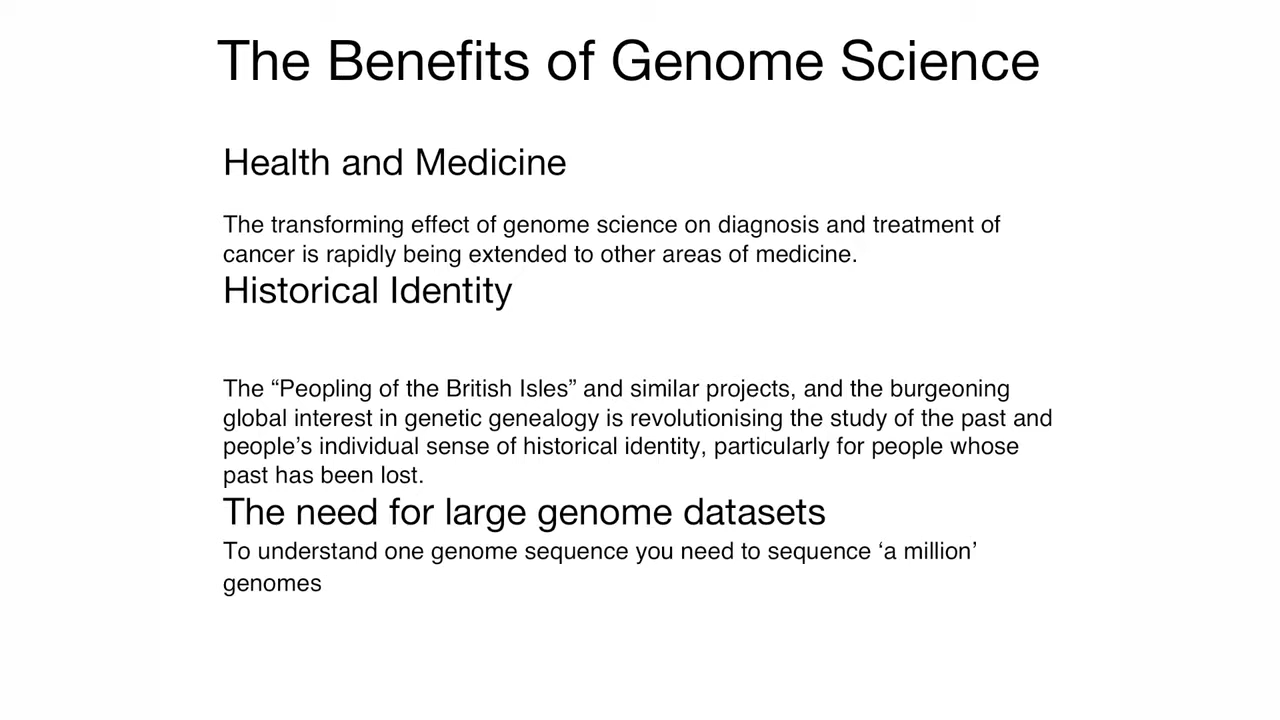 The Benefits of Genome Science
Health and Medicine
The transforming effect of genome science on diagnosis and treatment of
cancer is rapidly being extended to other areas of medicine.
Historical Identity
The “Peopling of the British Isles” and similar projects, and the burgeoning
global interest in genetic genealogy is revolutionising the study of the past and
people’s individual sense of historical identity, particularly for people whose
past has been lost.
The need for large genome datasets
To understand one genome sequence you need to sequence ‘a million’
genomes